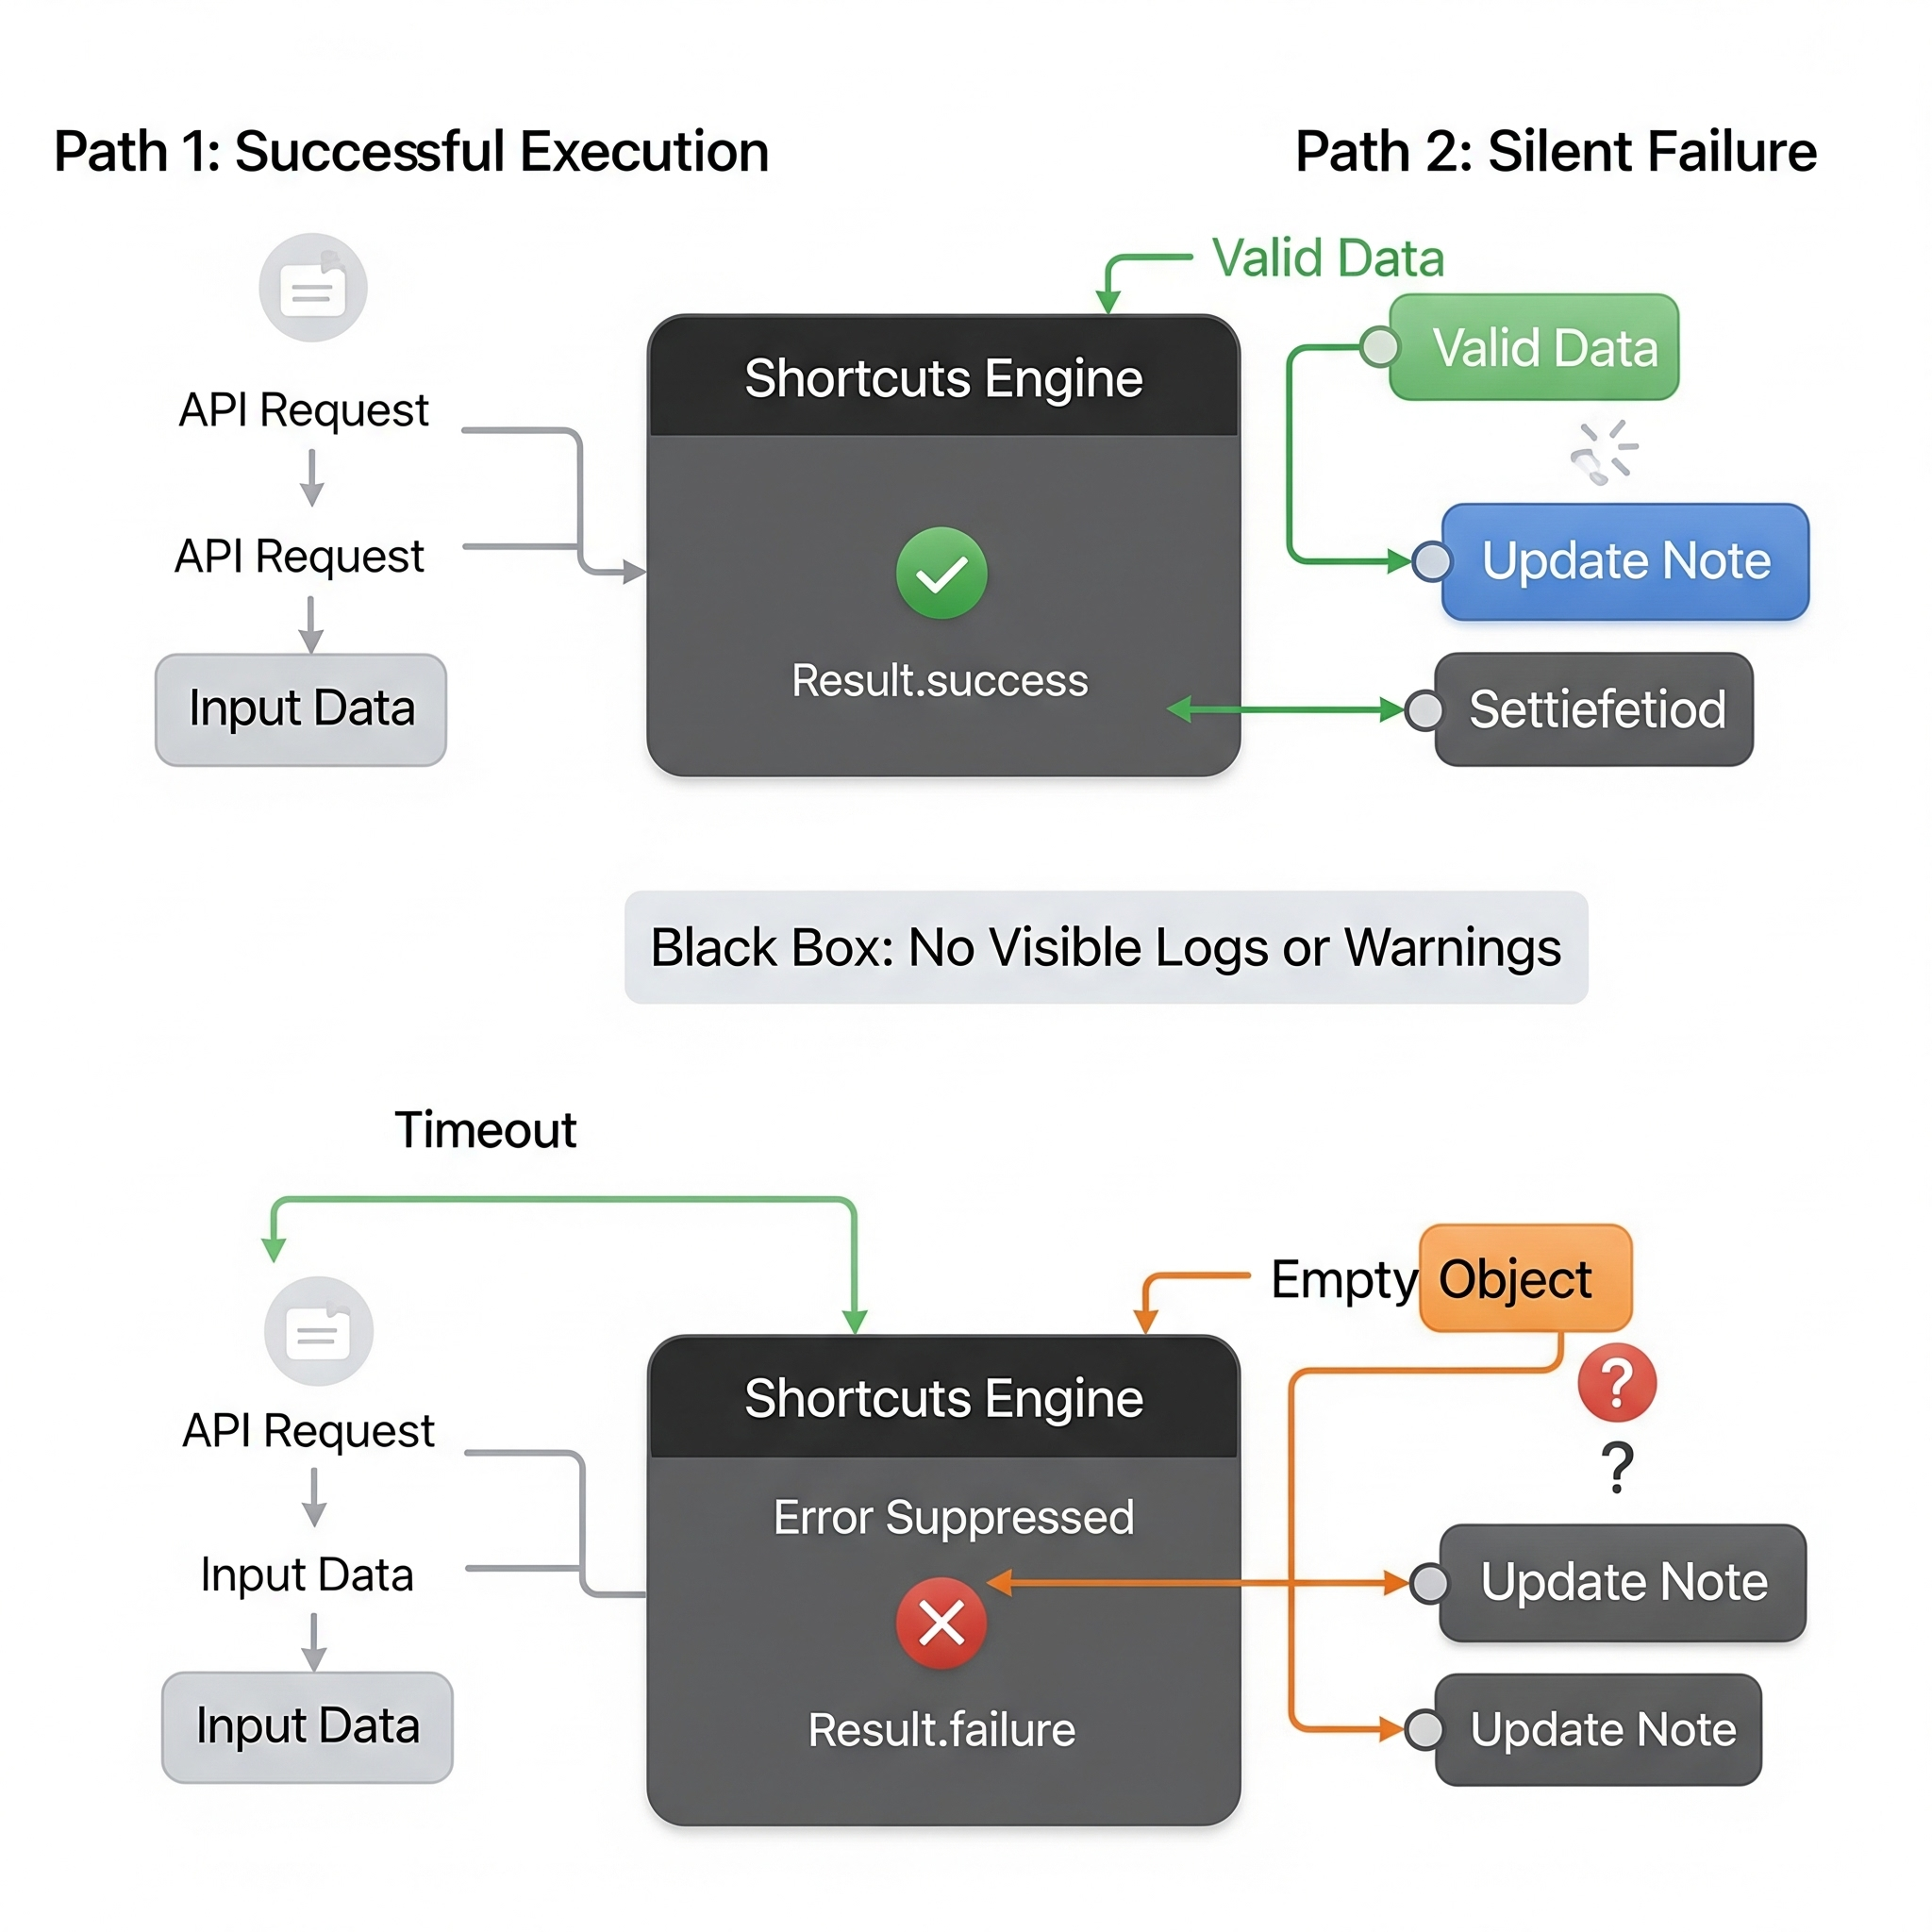 Path 1: Successful Execution
Path 2: Silent Failure
Valid Data
API Request
Shortcuts Engine
Valid Data
API Request
Update Note
Result.success
Input Data
Settiefetiod
Black Box: No Visible Logs or Warnings
Timeout
Empty Object
API Request
Shortcuts Engine
?
?
Error Suppressed
Input Data
Update Note
Input Data
Result.failure
Update Note